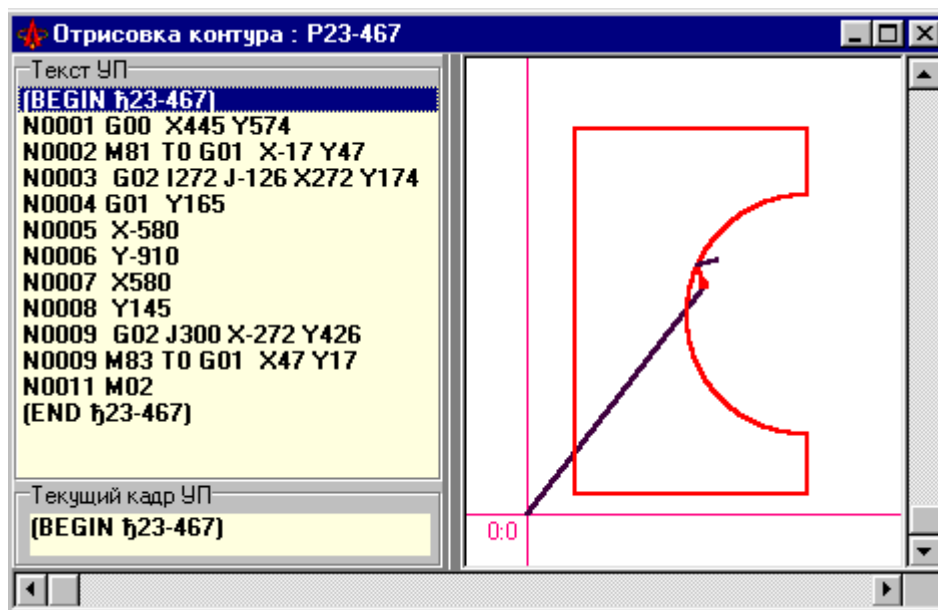 Отрисовка контура : Р23-467
Текст УП
(BEGIN ђ23-467)
N0001 G00 X445 Y574
N0002 M81 T0 G01 X-17 Y47
N0003 G02 I272 J-126 X272 Y174
N0004 G01 Y165
N0005 X-580
N0006 Y-910
N0007 X580
N0008 Y145
N0009 G02 J300 X-272 Y426
N0009 M83 T0 G01 X47 Y17
N0011 M02
(END ђ23-467)
Текущий кадр УП
(BEGIN ђ23-467)
0:0